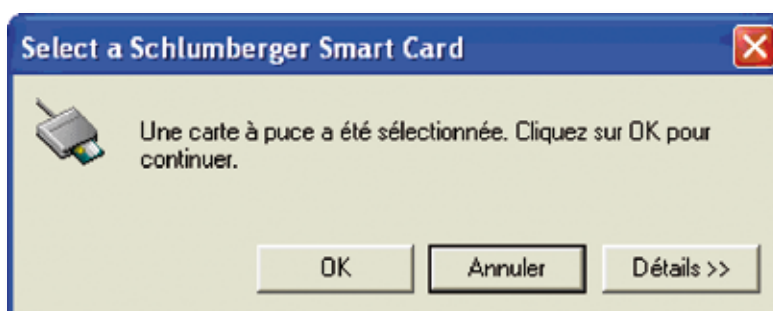 Select a Schlumberger Smart Card
Une carte à puce a été sélectionnée. Cliquez sur OK pour
continuer.
OK Annuler Détails >>